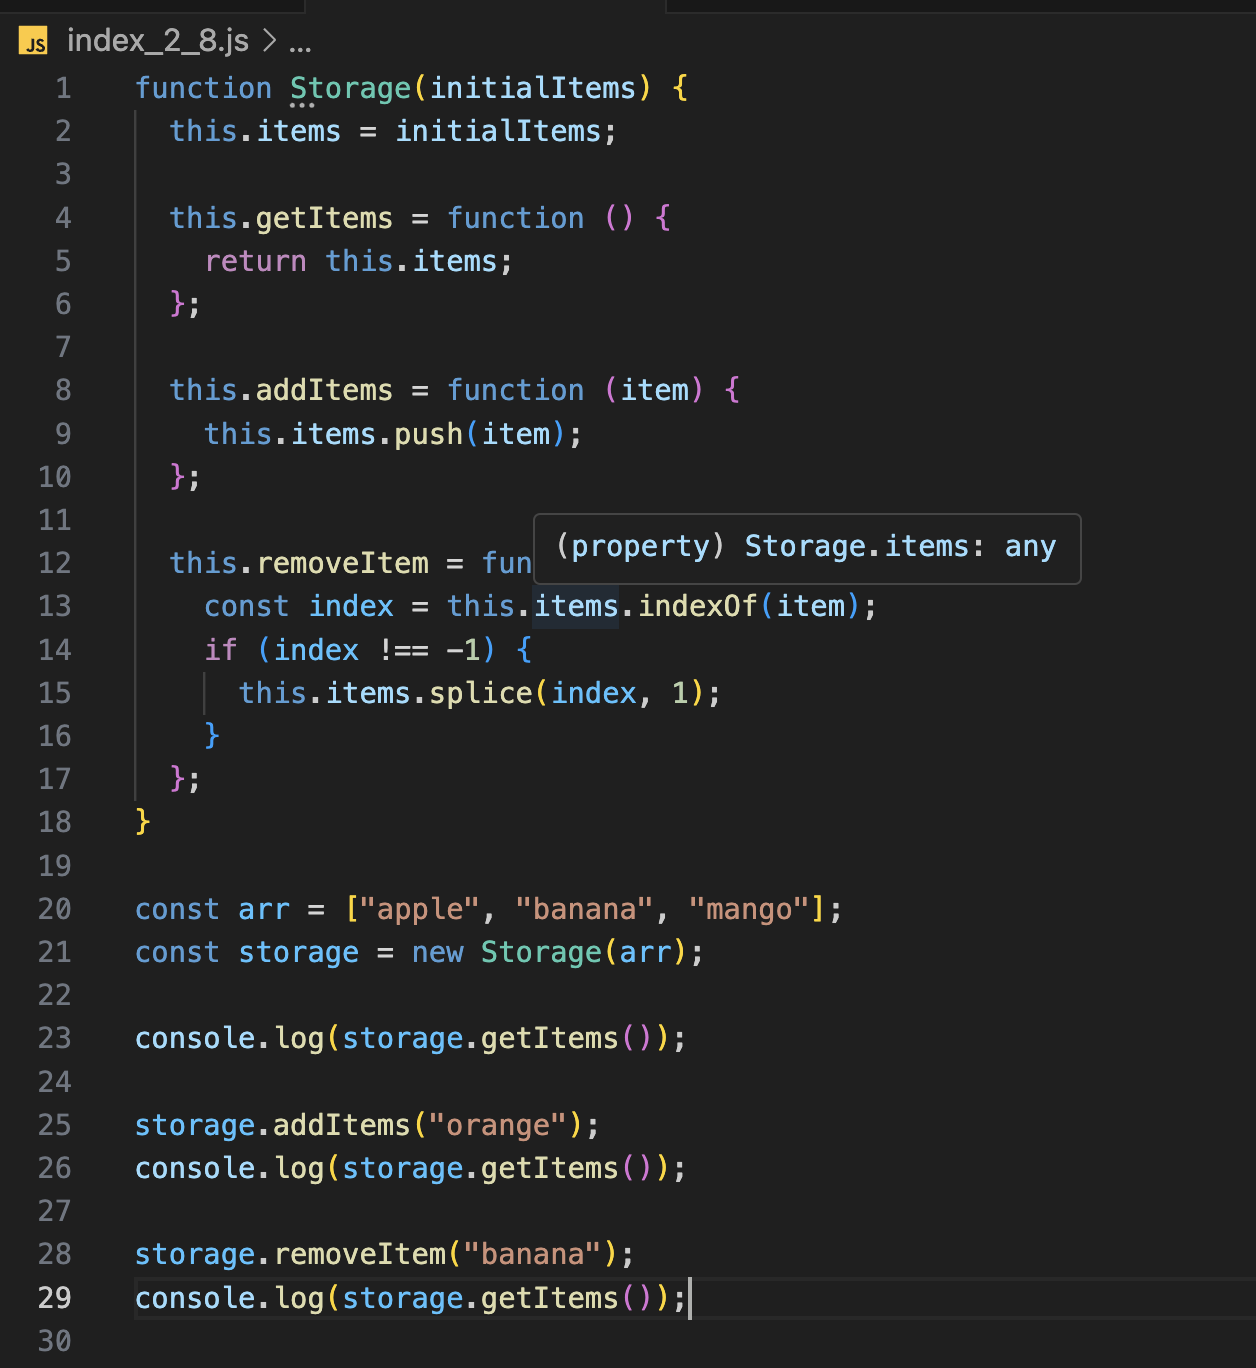 JS index_2_8.js > ...
1 function Storage(initialItems) {
2   this.items = initialItems;
3
4   this.getItems = function () {
5     return this.items;
6   };
7
8   this.addItems = function (item) {
9     this.items.push(item);
10   };
11
(property) Storage.items: any
12   this.removeItem = fun
13     const index = this.items.indexOf(item);
14     if (index !== -1) {
15       this.items.splice(index, 1);
16     }
17   };
18 }
19
20 const arr = ["apple", "banana", "mango"];
21 const storage = new Storage(arr);
22
23 console.log(storage.getItems());
24
25 storage.addItems("orange");
26 console.log(storage.getItems());
27
28 storage.removeItem("banana");
29 console.log(storage.getItems());
30